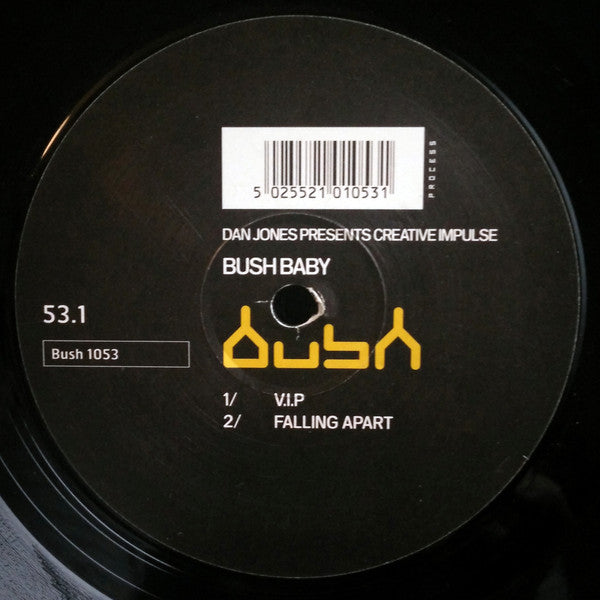 5 025521 010531
PROCESS
DAN JONES PRESENTS CREATIVE IMPULSE
BUSH BABY
53.1
bush
Bush 1053
1/ V.I.P
2/ FALLING APART